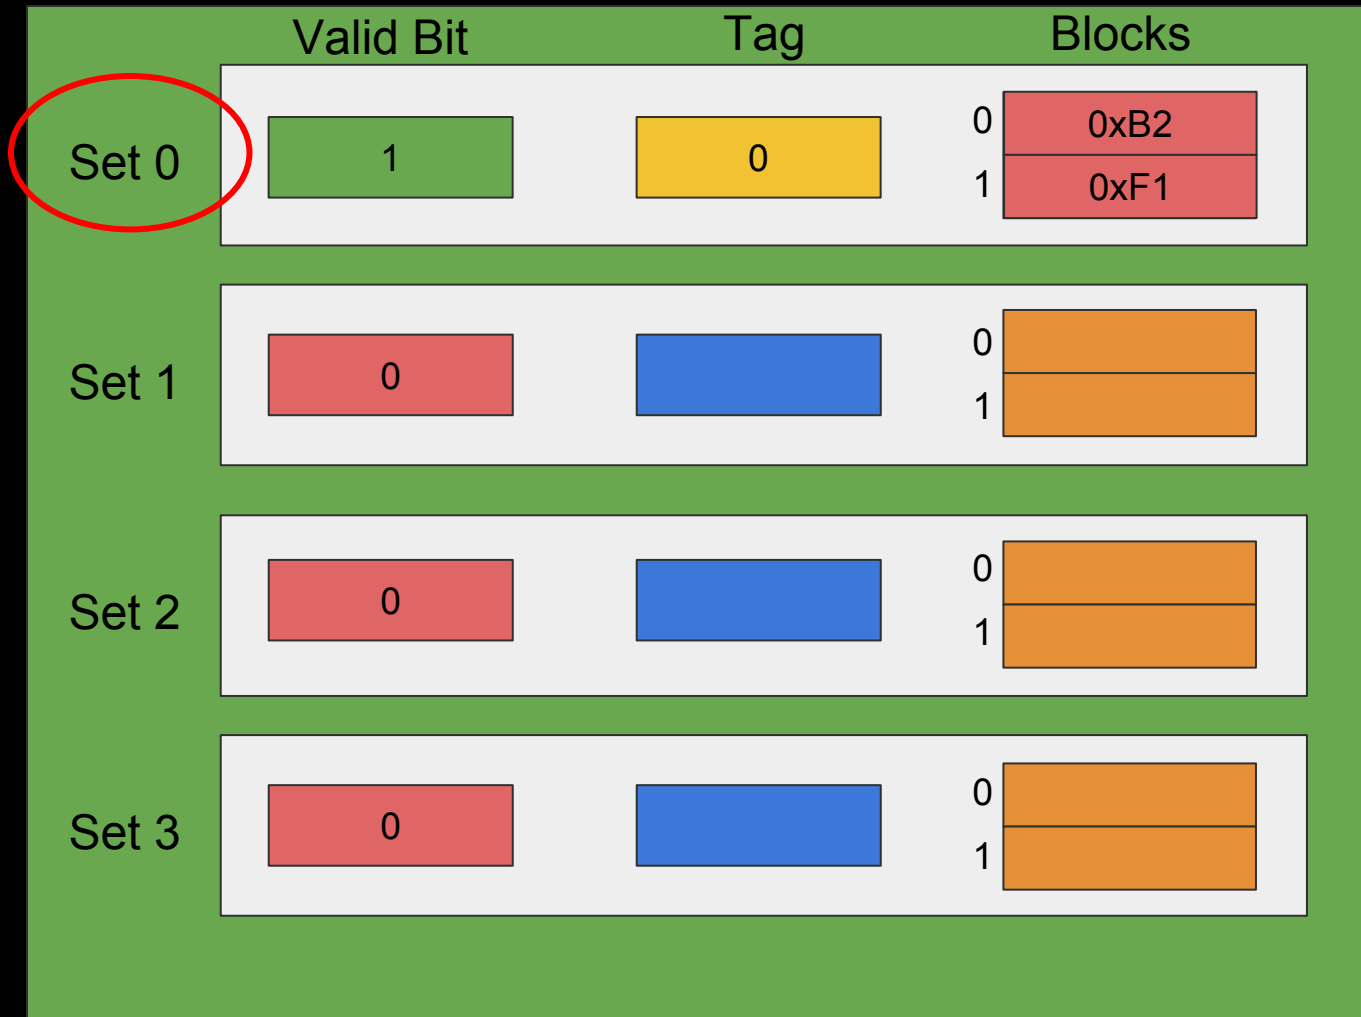 Valid Bit Tag Blocks
Set 0 1 0 0 0xB2
1 0xF1
Set 1 0 0
1
Set 2 0 0
1
Set 3 0 0
1